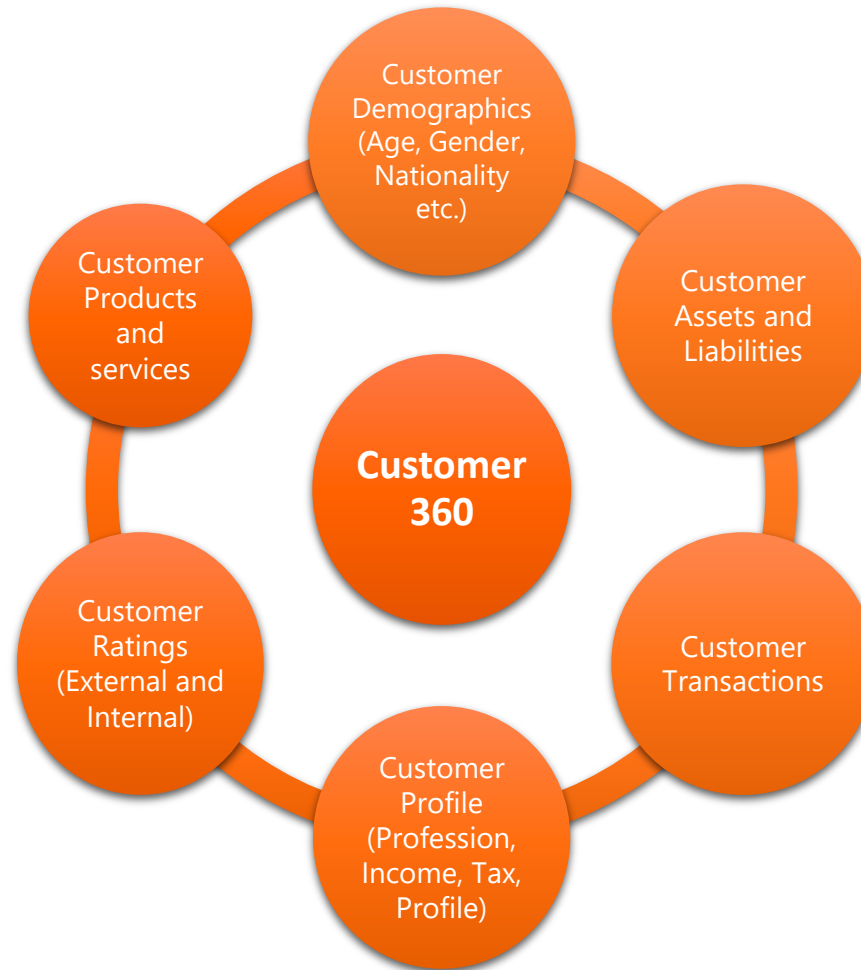 Customer
Demographics
(Age, Gender,
Nationality
etc.)
Customer
Assets and
Liabilities
Customer
Transactions
Customer
Profile
(Profession,
Income, Tax,
Profile)
Customer
Ratings
(External and
Internal)
Customer
Products
and
services
Customer
360